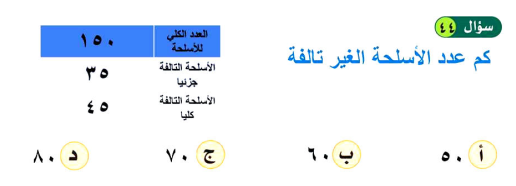 سؤال ٤٤
كم عدد الأسلحة الغير تالفة
العدد الكلي للأسلحة ١٥٠
الأسلحة التالفة جزئيا ٣٥
الأسلحة التالفة كليا ٤٥
أ ٥٠ ب ٦٠ ج ٧٠ د ٨٠